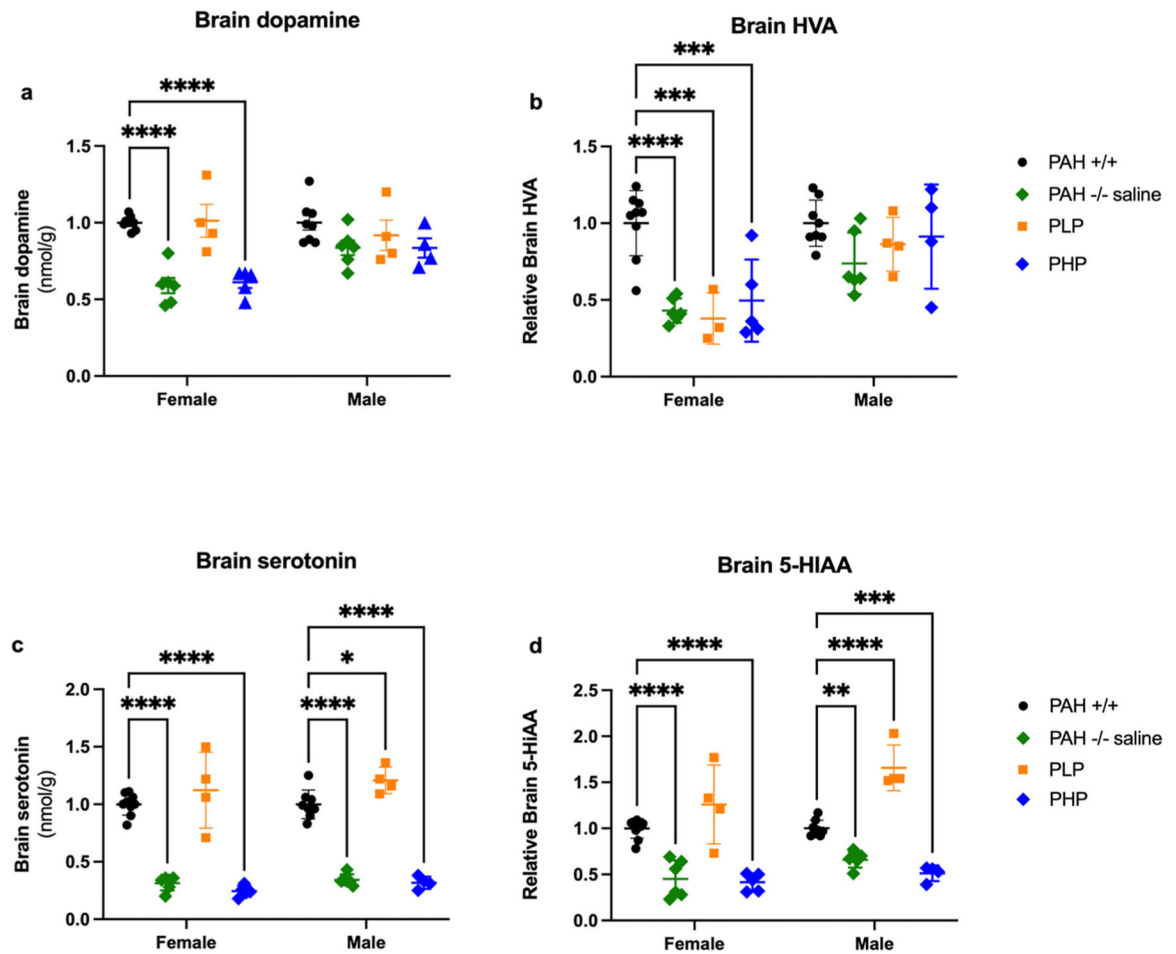 Brain dopamine
a
****
****
Brain dopamine
(nmol/g)
1.5
1.0
0.5
0.0
Female
Male
Brain HVA
b
***
***
****
Relative Brain HVA
1.5
1.0
0.5
0.0
Female
Male
PAH +/+
PAH -/- saline
PLP
PHP
Brain serotonin
c
****
****
****
*
****
Brain serotonin
(nmol/g)
2.0
1.5
1.0
0.5
0.0
Female
Male
Brain 5-HIAA
d
****
****
***
****
**
Relative Brain 5-HiAA
2.5
2.0
1.5
1.0
0.5
0.0
Female
Male
PAH +/+
PAH -/- saline
PLP
PHP